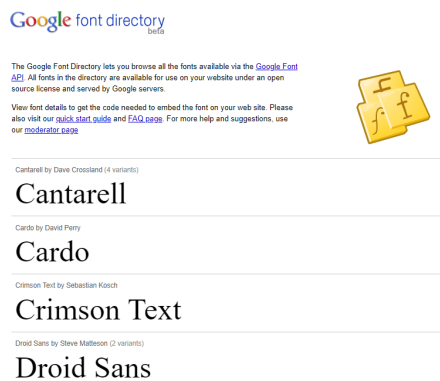 Google font directory
beta
The Google Font Directory lets you browse all the fonts available via the Google Font
API. All fonts in the directory are available for use on your website under an open
source license and served by Google servers.
View font details to get the code needed to embed the font on your web site. Please
also visit our quick start guide and FAQ page. For more help and suggestions, use
our moderator page
f
f
f
Cantarell by Dave Crossland (4 variants)
Cantarell
Cardo by David Perry
Cardo
Crimson Text by Sebastian Kosch
Crimson Text
Droid Sans by Steve Matteson (2 variants)
Droid Sans